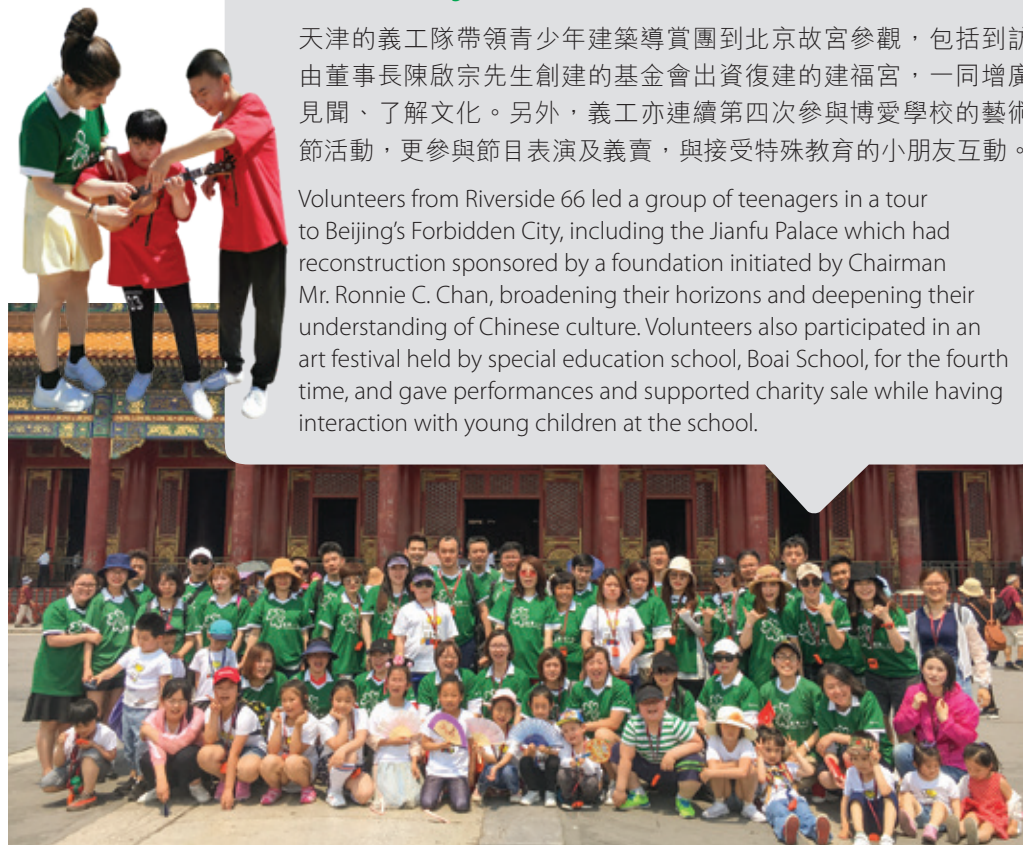 天津的義工隊帶領青少年建築導賞團到北京故宮參觀，包括到訪
由董事長陳啟宗先生創建的基金會出資復建的建福宮，一同增廣
見聞、了解文化。另外，義工亦連續第四次參與博愛學校的藝術
節活動，更參與節目表演及義賣，與接受特殊教育的小朋友互動。
Volunteers from Riverside 66 led a group of teenagers in a tour
to Beijing’s Forbidden City, including the Jianfu Palace which had
reconstruction sponsored by a foundation initiated by Chairman
Mr. Ronnie C. Chan, broadening their horizons and deepening their
understanding of Chinese culture. Volunteers also participated in an
art festival held by special education school, Boai School, for the fourth
time, and gave performances and supported charity sale while having
interaction with young children at the school.